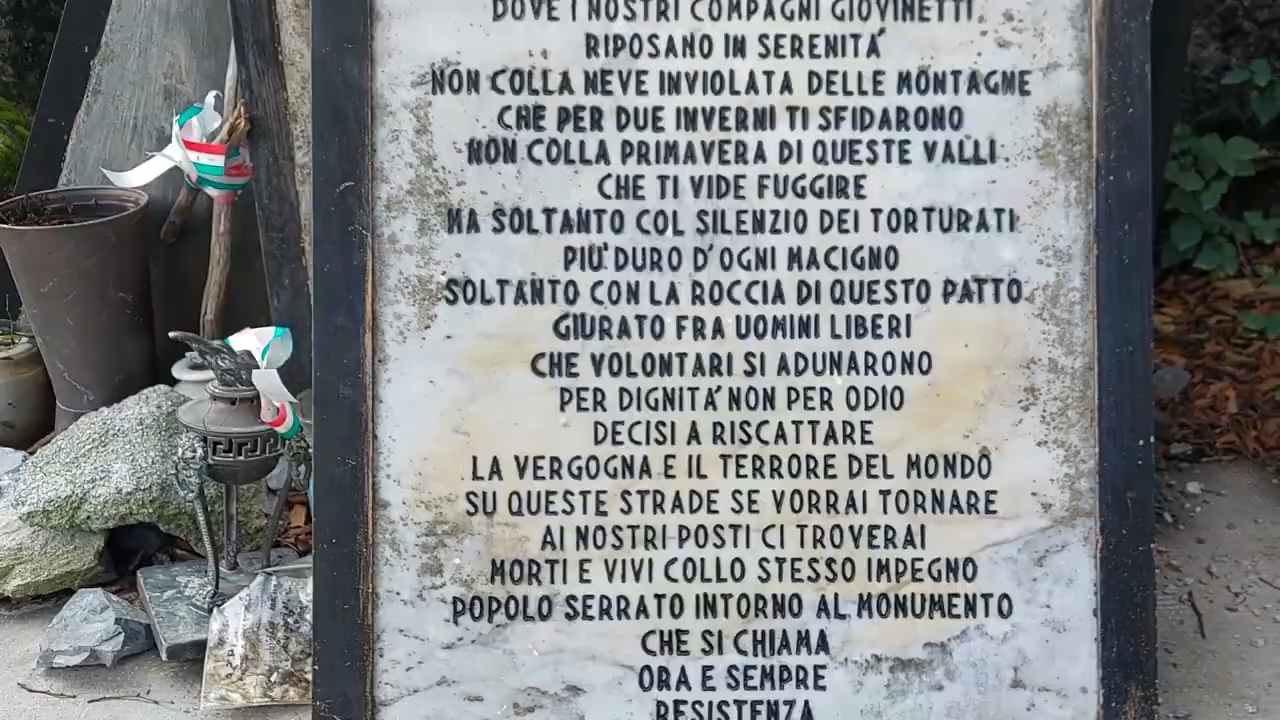 DOVE I NOSTRI COMPAGNI GIOVINETTI
RIPOSANO IN SERENITA'
NON COLLA NEVE INVIOLATA DELLE MONTAGNE
CHE PER DUE INVERNI TI SFIDARONO
NON COLLA PRIMAVERA DI QUESTE VALLI
CHE TI VIDE FUGGIRE
MA SOLTANTO COL SILENZIO DEI TORTURATI
PIU' DURO D'OGNI MACIGNO
SOLTANTO CON LA ROCCIA DI QUESTO PATTO
GIURATO FRA UOMINI LIBERI
CHE VOLONTARI SI ADUNARONO
PER DIGNITA' NON PER ODIO
DECISI A RISCATTARE
LA VERGOGNA E IL TERRORE DEL MONDO
SU QUESTE STRADE SE VORRAI TORNARE
AI NOSTRI POSTI CI TROVERAI
MORTI E VIVI COLLO STESSO IMPEGNO
POPOLO SERRATO INTORNO AL MONUMENTO
CHE SI CHIAMA
ORA E SEMPRE
RESISTENZA